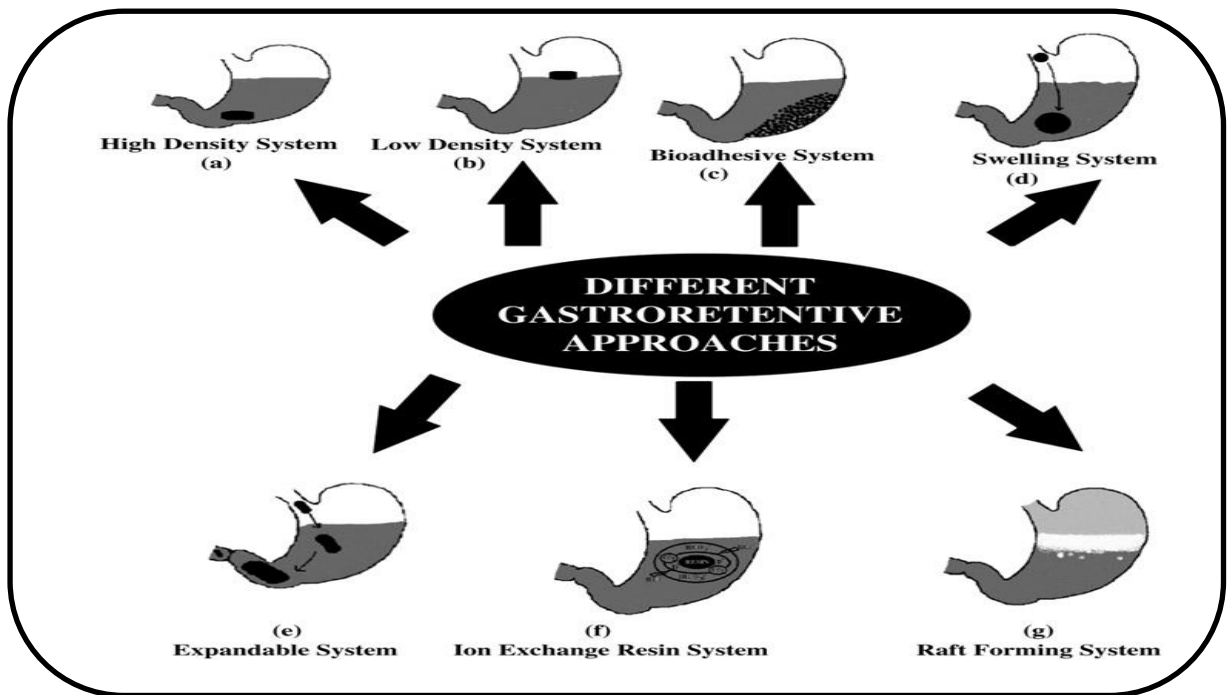 High Density System
(a)
Low Density System
(b)
Bioadhesive System
(c)
Swelling System
(d)
DIFFERENT
GASTRORETENTIVE
APPROACHES
(e)
Expandable System
RESIN
(f)
Ion Exchange Resin System
(g)
Raft Forming System